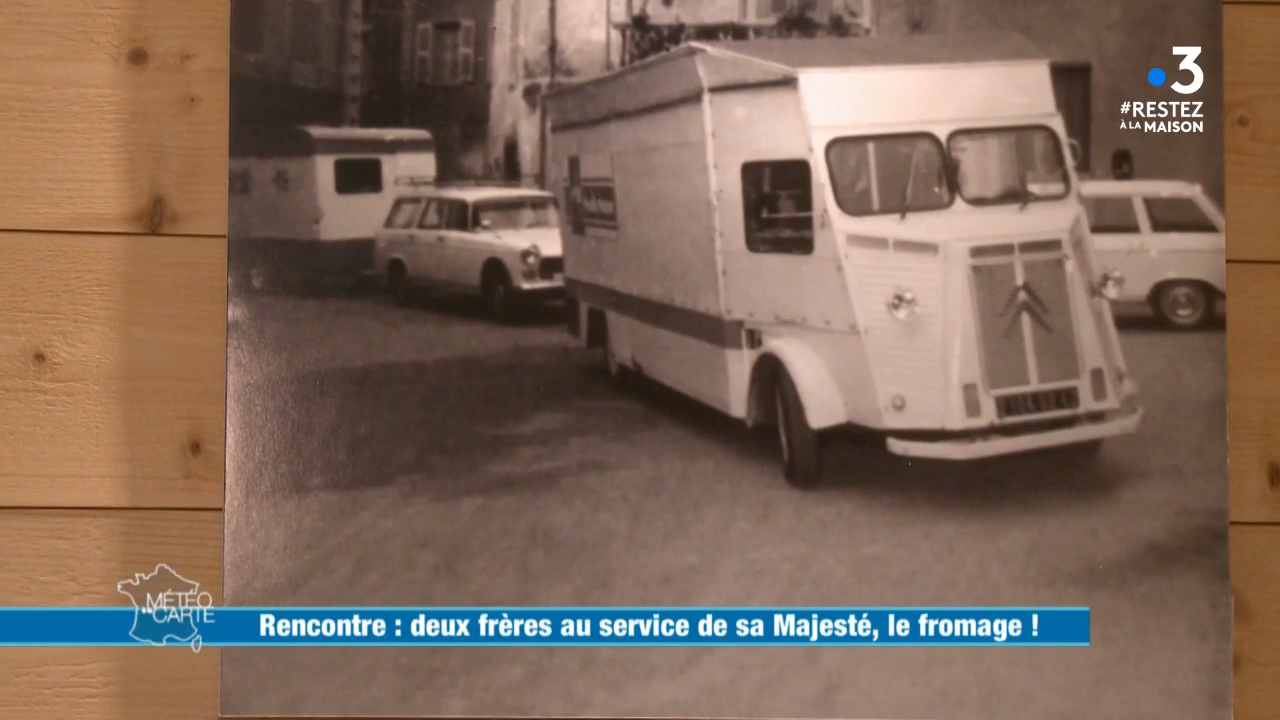 3
#RESTEZ
À LA MAISON
MÉTÉO
À LA CARTE
Rencontre : deux frères au service de sa Majesté, le fromage !